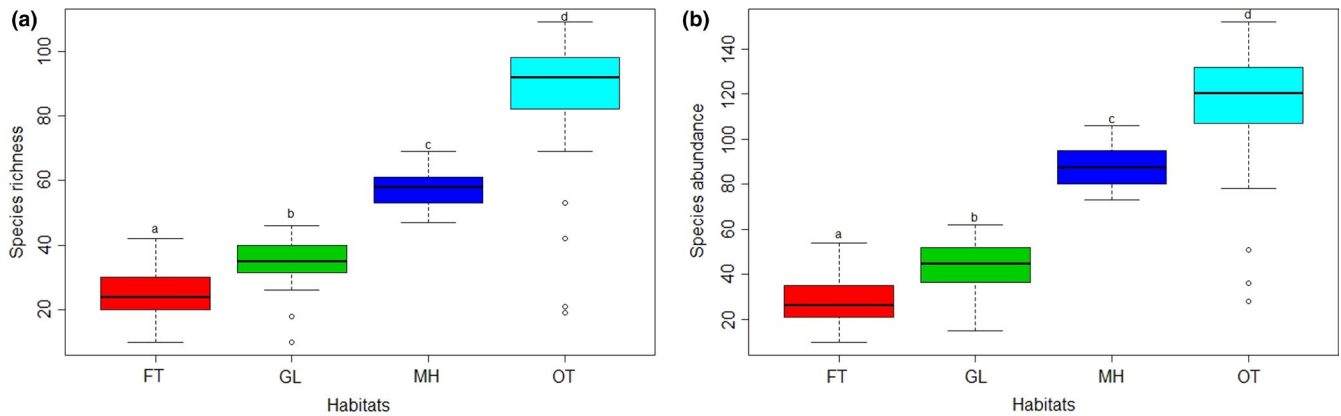 (a)
Species richness
100
80
60
40
20
a
b
c
d
FT GL MH OT
Habitats
(b)
Species abundance
140
120
100
80
60
40
20
a
b
c
d
FT GL MH OT
Habitats